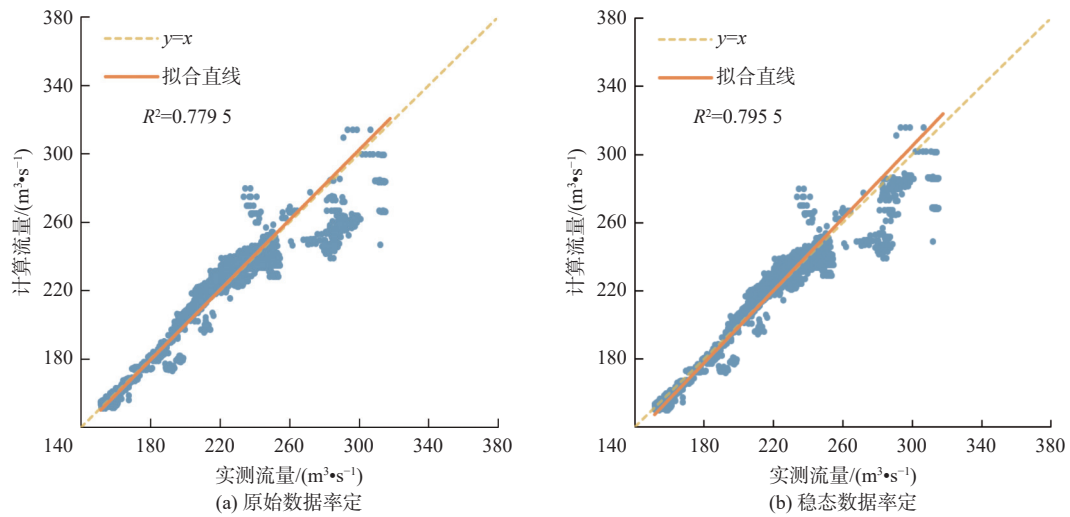 380
340
300
260
220
180
140
180
220
260
300
340
380
y=x
拟合直线
R²=0.779 5
计算流量/(m³•s⁻¹)
实测流量/(m³•s⁻¹)
(a) 原始数据率定
380
340
300
260
220
180
140
180
220
260
300
340
380
y=x
拟合直线
R²=0.795 5
计算流量/(m³•s⁻¹)
实测流量/(m³•s⁻¹)
(b) 稳态数据率定